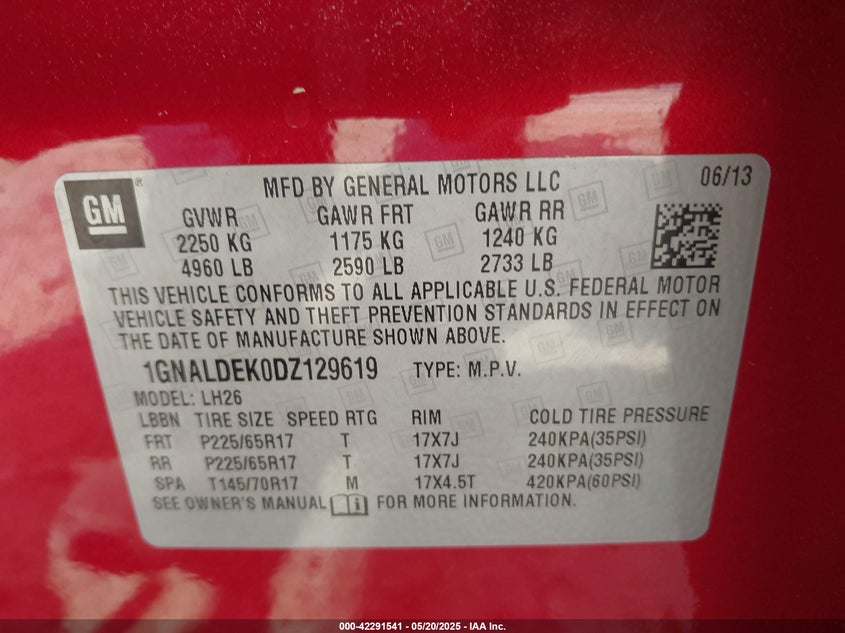 GM
MFD BY GENERAL MOTORS LLC
06/13
GVWR GAWR FRT GAWR RR
2250 KG 1175 KG 1240 KG
4960 LB 2590 LB 2733 LB
THIS VEHICLE CONFORMS TO ALL APPLICABLE U.S. FEDERAL MOTOR
VEHICLE SAFETY AND THEFT PREVENTION STANDARDS IN EFFECT ON
THE DATE OF MANUFACTURE SHOWN ABOVE.
1GNALDEK0DZ129619 TYPE: M.P.V.
MODEL: LH26
LBBN TIRE SIZE SPEED RTG RIM COLD TIRE PRESSURE
FRT P225/65R17 T 17X7J 240KPA(35PSI)
RR P225/65R17 T 17X7J 240KPA(35PSI)
SPA T145/70R17 M 17X4.5T 420KPA(60PSI)
SEE OWNER'S MANUAL FOR MORE INFORMATION.
000-42291541 - 05/20/2025 - IAA Inc.